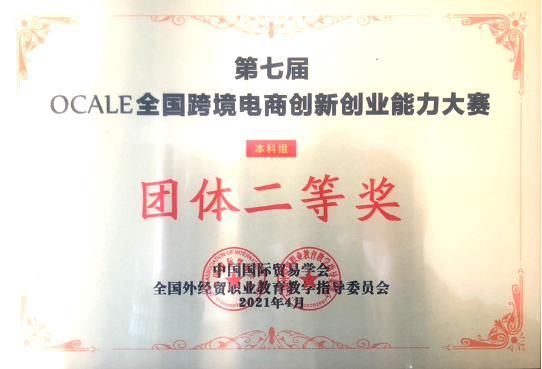 第七届
OCALE全国跨境电商创新创业能力大赛
本科组
团体二等奖
中国国际贸易学会
全国外经贸职业教育教学指导委员会
2021年4月